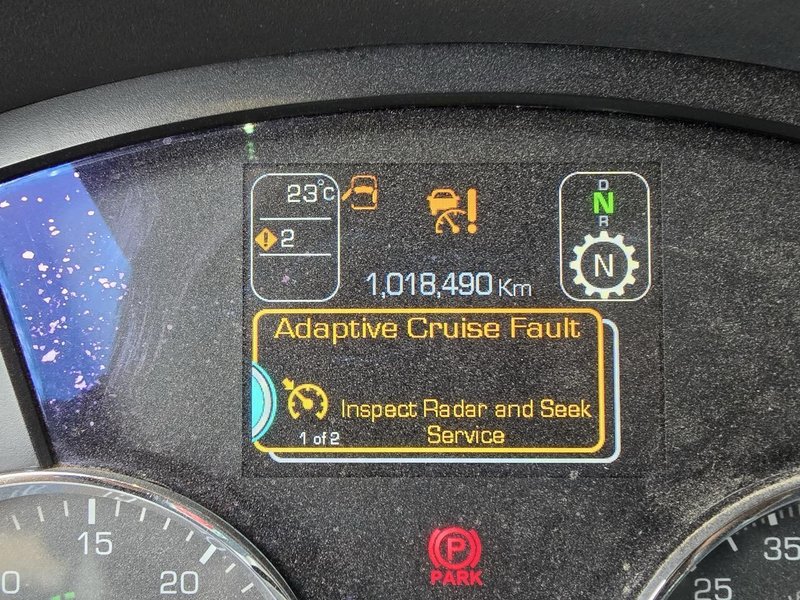 23°C
2
D
N
R
N
1,018,490 Km
Adaptive Cruise Fault
Inspect Radar and Seek
Service
1 of 2
P
PARK
15
20
25
35